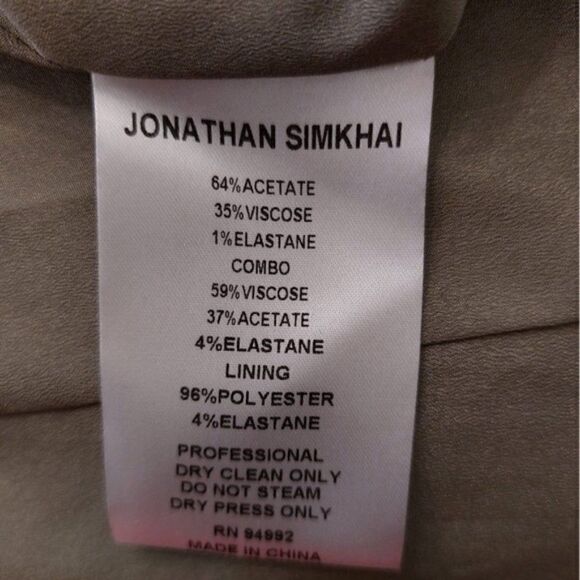 JONATHAN SIMKHAI
64%ACETATE
35%VISCOSE
1%ELASTANE
COMBO
59%VISCOSE
37%ACETATE
4%ELASTANE
LINING
96%POLYESTER
4%ELASTANE
PROFESSIONAL
DRY CLEAN ONLY
DO NOT STEAM
DRY PRESS ONLY
RN 94992
MADE IN CHINA